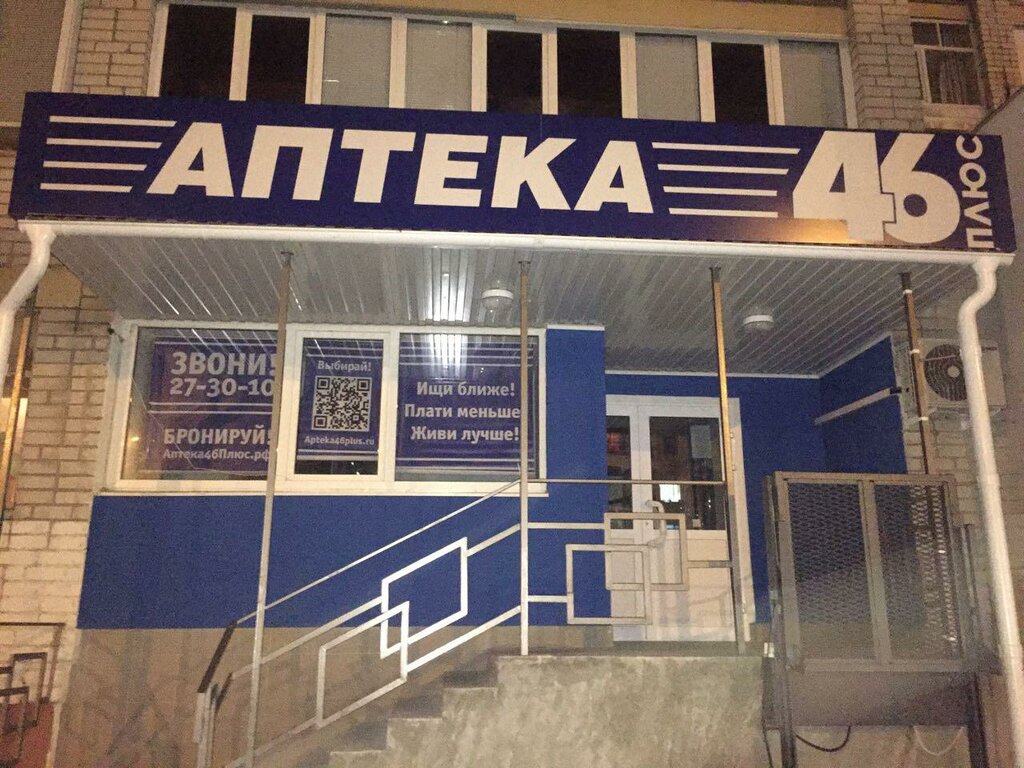 АПТЕКА 46 ПЛЮС
ЗВОНИ!
27-30-10
БРОНИРУЙ!
Аптека46Плюс.рф
Выбирай!
Apteka46plus.ru
Ищи ближе!
Плати меньше
Живи лучше!